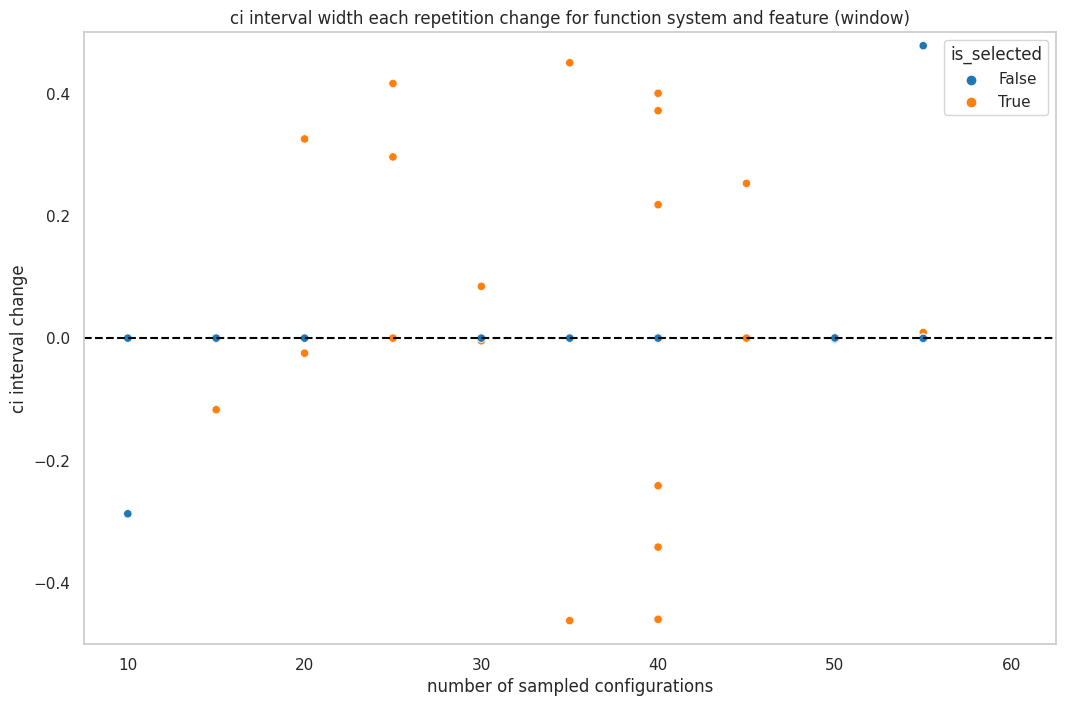 ci interval width each repetition change for function system and feature (window)
is_selected
False
True
0.4
0.2
0.0
−0.2
−0.4
ci interval change
10
20
30
40
50
60
number of sampled configurations